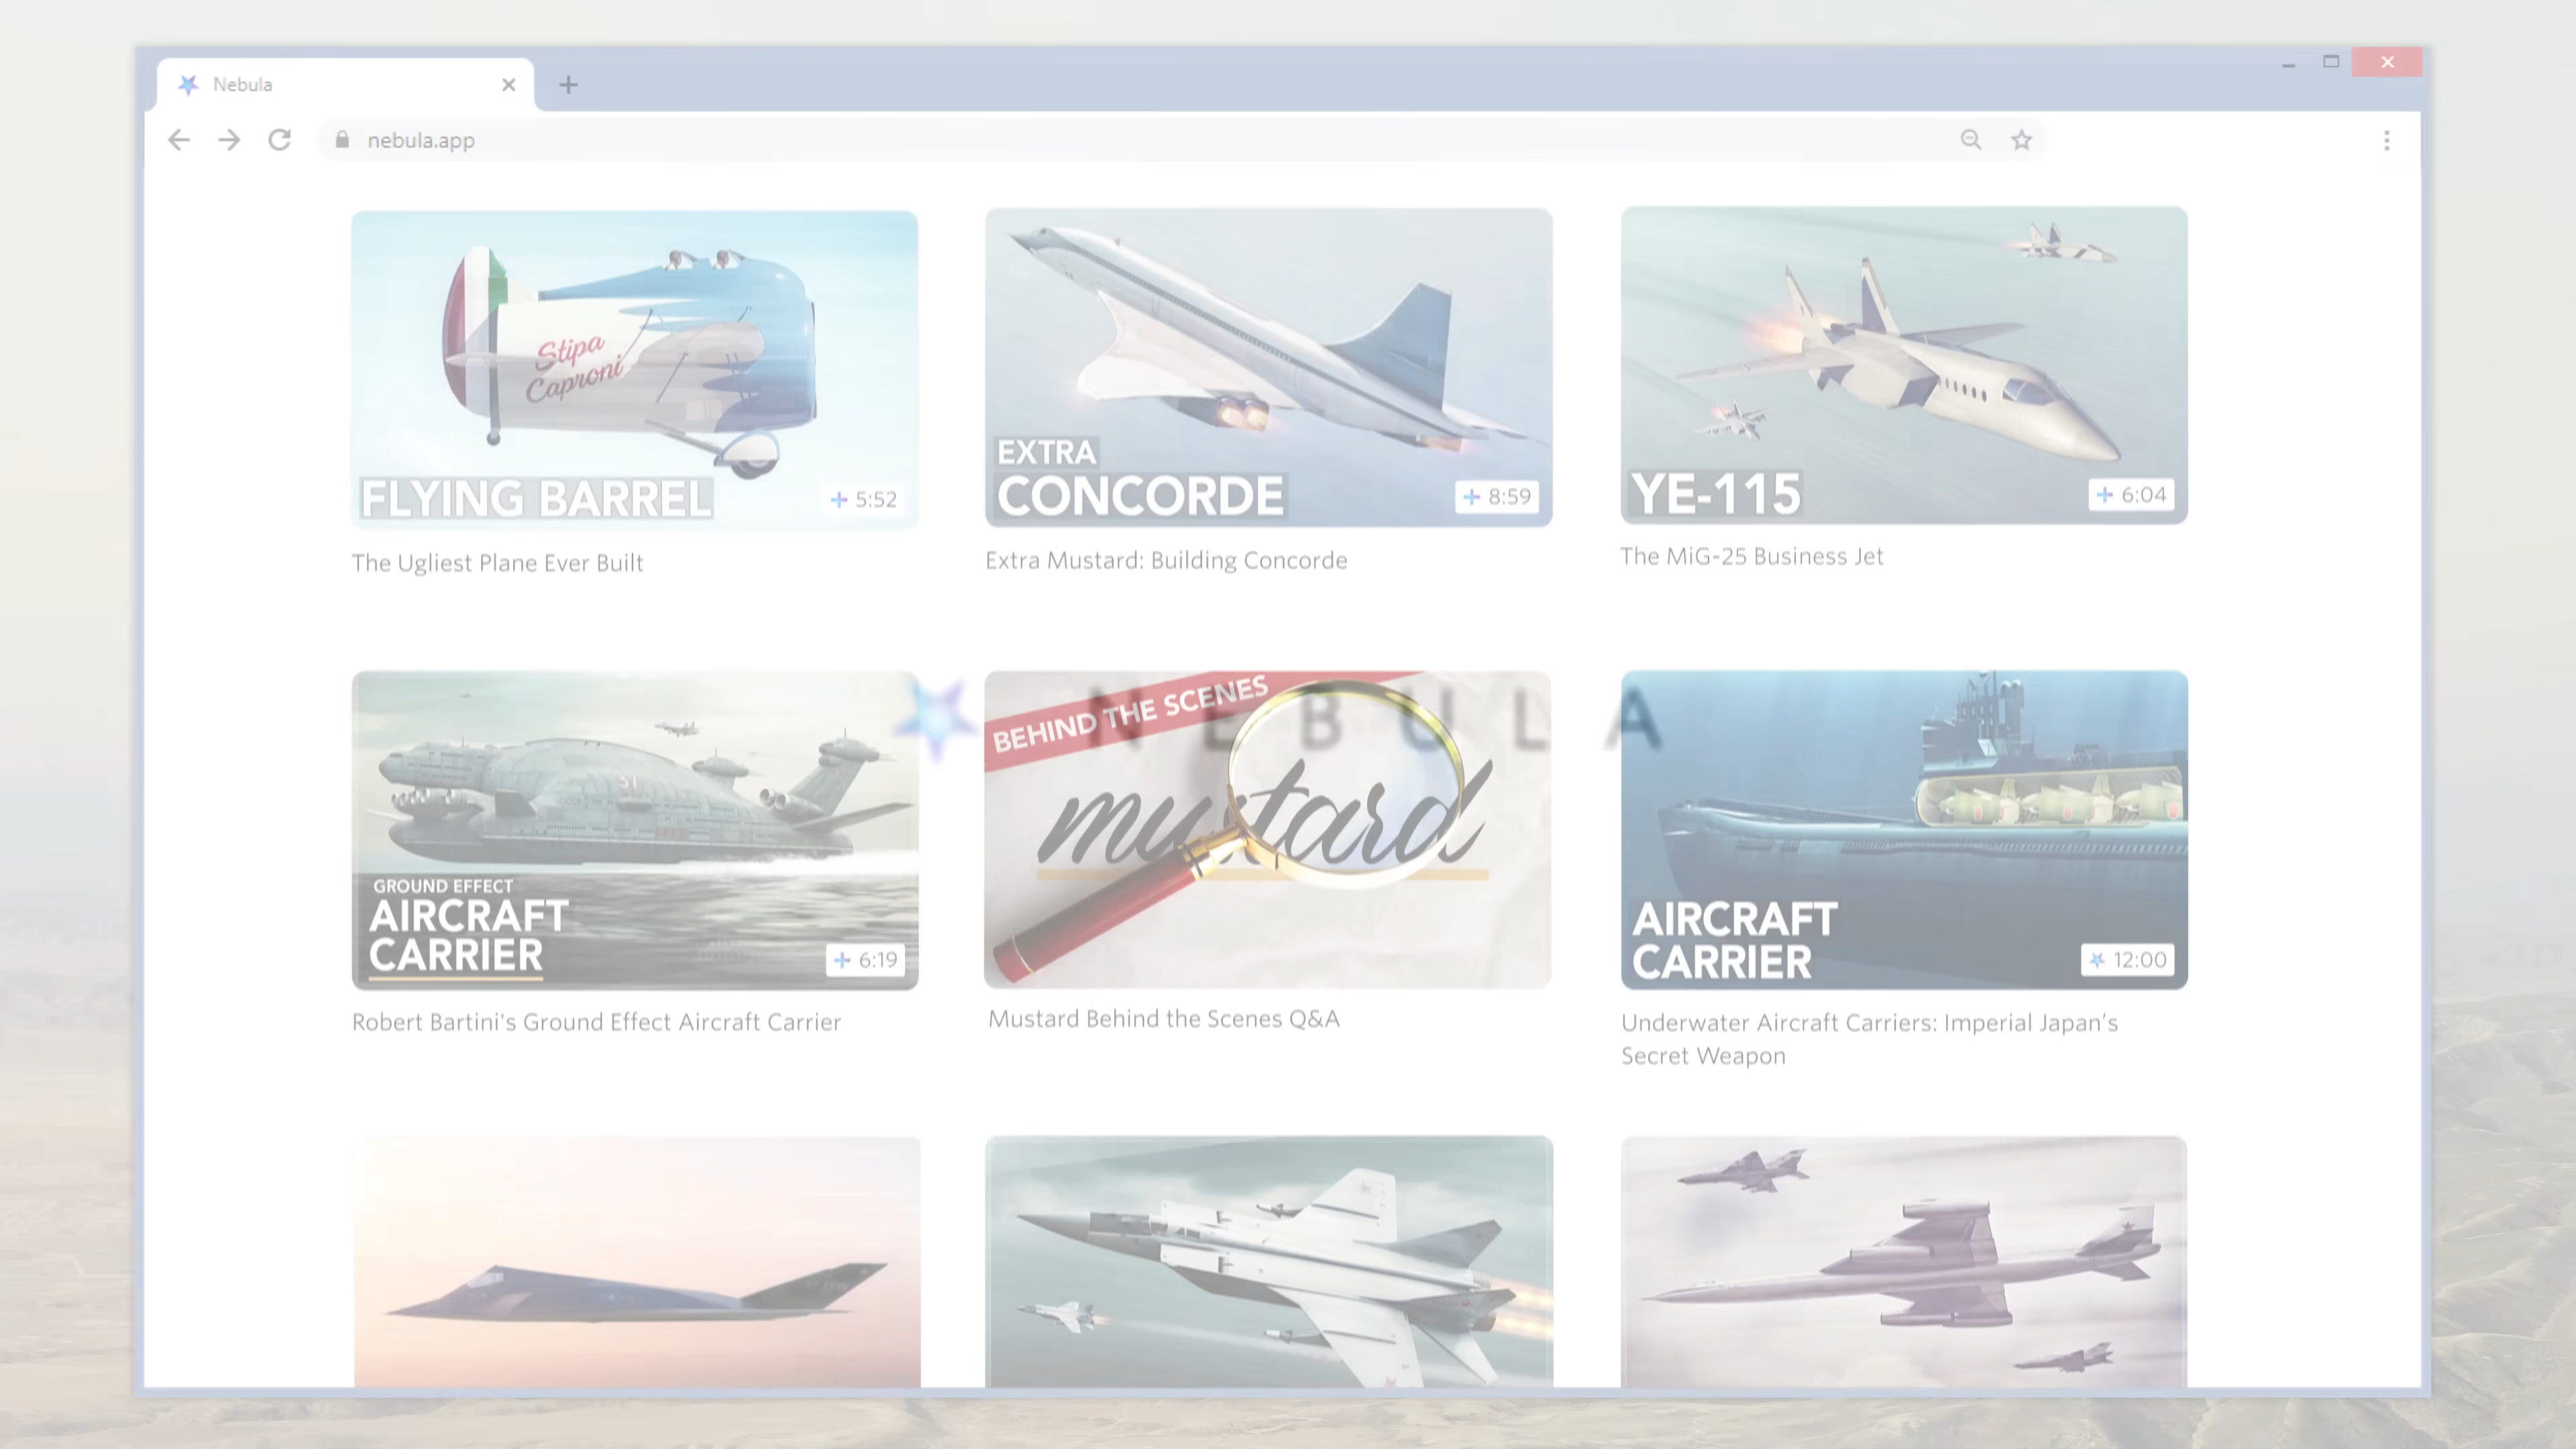 Nebula
nebula.app
Stipa
Caproni
FLYING BARREL
5:52
EXTRA
CONCORDE
8:59
YE-115
6:04
The Ugliest Plane Ever Built
Extra Mustard: Building Concorde
The MiG-25 Business Jet
NEBULA
GROUND EFFECT
AIRCRAFT
CARRIER
6:19
BEHIND THE SCENES
mustard
AIRCRAFT
CARRIER
12:00
Robert Bartini's Ground Effect Aircraft Carrier
Mustard Behind the Scenes Q&A
Underwater Aircraft Carriers: Imperial Japan’s
Secret Weapon